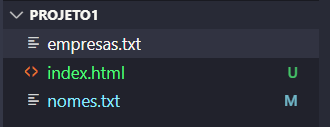 PROJETO1
empresas.txt
index.html U
nomes.txt M